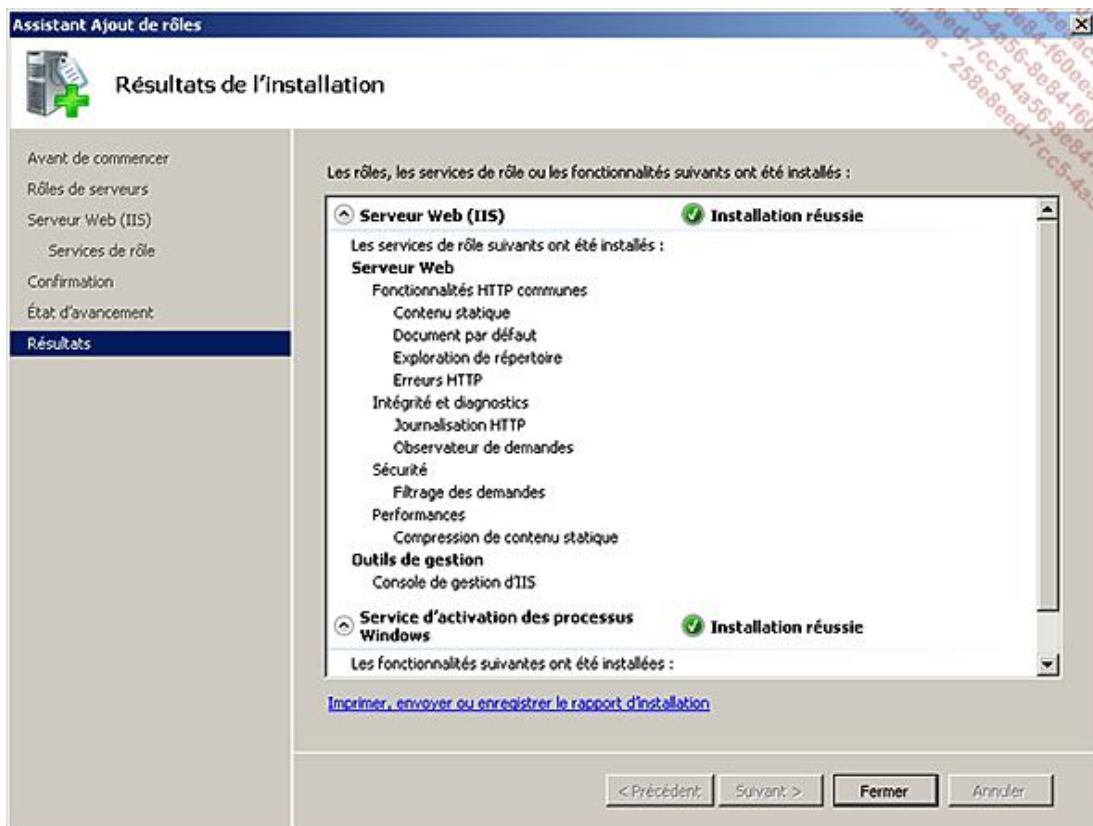 Assistant Ajout de rôles
Résultats de l'installation
Avant de commencer
Rôles de serveurs
Serveur Web (IIS)
Services de rôle
Confirmation
État d'avancement
Résultats
Les rôles, les services de rôle ou les fonctionnalités suivants ont été installés :
Serveur Web (IIS) Installation réussie
Les services de rôle suivants ont été installés :
Serveur Web
Fonctionnalités HTTP communes
Contenu statique
Document par défaut
Exploration de répertoire
Erreurs HTTP
Intégrité et diagnostics
Journalisation HTTP
Observateur de demandes
Sécurité
Filtrage des demandes
Performances
Compression de contenu statique
Outils de gestion
Console de gestion d'IIS
Service d'activation des processus Windows Installation réussie
Les fonctionnalités suivantes ont été installées :
Imprimer, envoyer ou enregistrer le rapport d'installation
< Précédent Suivant > Fermer Annuler